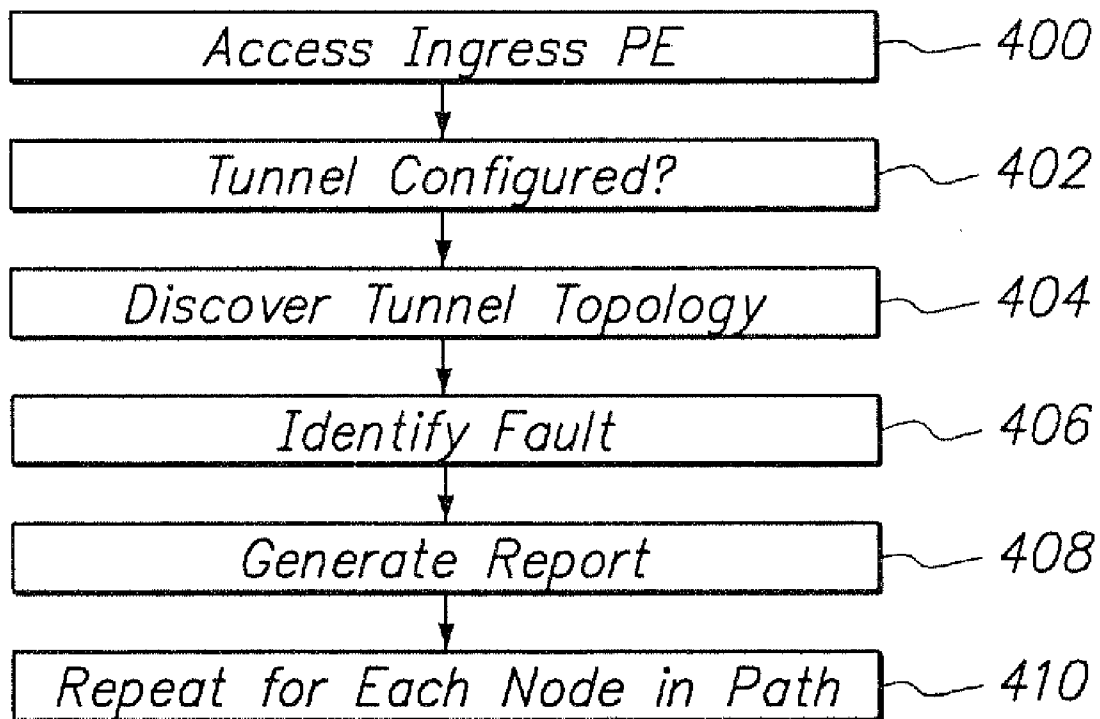 Access Ingress PE 400
Tunnel Configured? 402
Discover Tunnel Topology 404
Identify Fault 406
Generate Report 408
Repeat for Each Node in Path 410